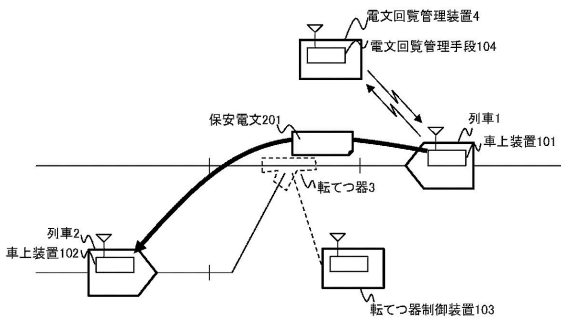 電文回覧管理装置4
電文回覧管理手段104
保安電文201
列車1
車上装置101
転てつ器3
列車2
車上装置102
転てつ器制御装置103